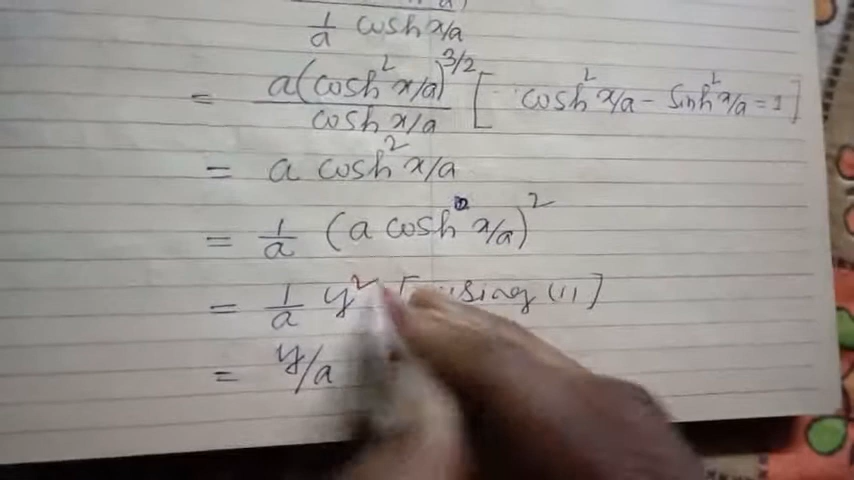 1/a cosh x/a
= a(cosh² x/a)^3/2 / cosh x/a [ cosh² x/a - sinh² x/a = 1 ]
= a cosh² x/a
= 1/a (a cosh x/a)²
= 1/a y² [using (1)]
= y/a